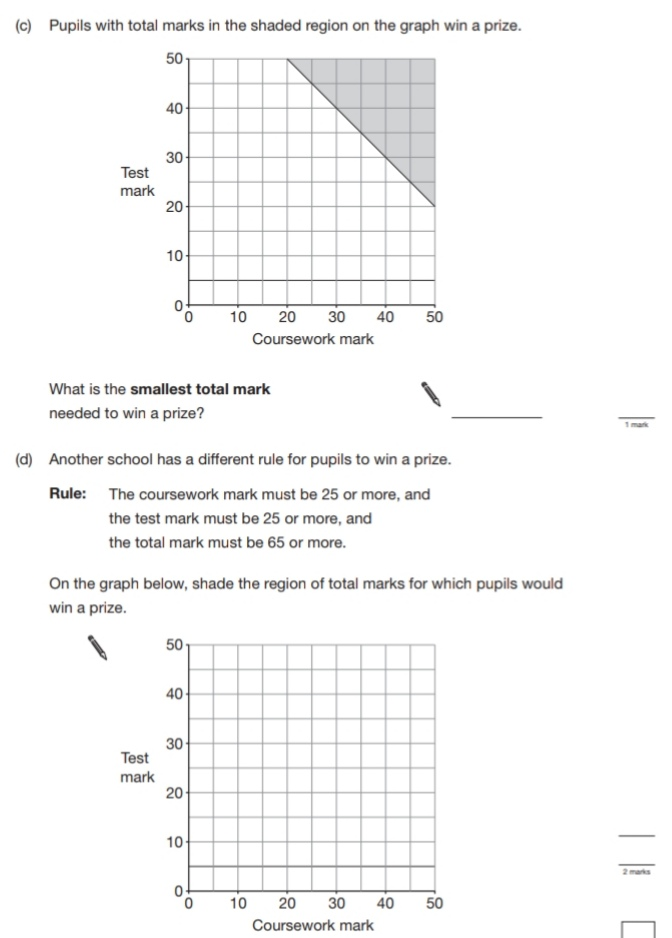 (c) Pupils with total marks in the shaded region on the graph win a prize.
50
40
30
Test
mark
20
10
0
0 10 20 30 40 50
Coursework mark
What is the smallest total mark
needed to win a prize?
1 mark
(d) Another school has a different rule for pupils to win a prize.
Rule: The coursework mark must be 25 or more, and
the test mark must be 25 or more, and
the total mark must be 65 or more.
On the graph below, shade the region of total marks for which pupils would
win a prize.
50
40
30
Test
mark
20
10
0
0 10 20 30 40 50
Coursework mark
2 marks